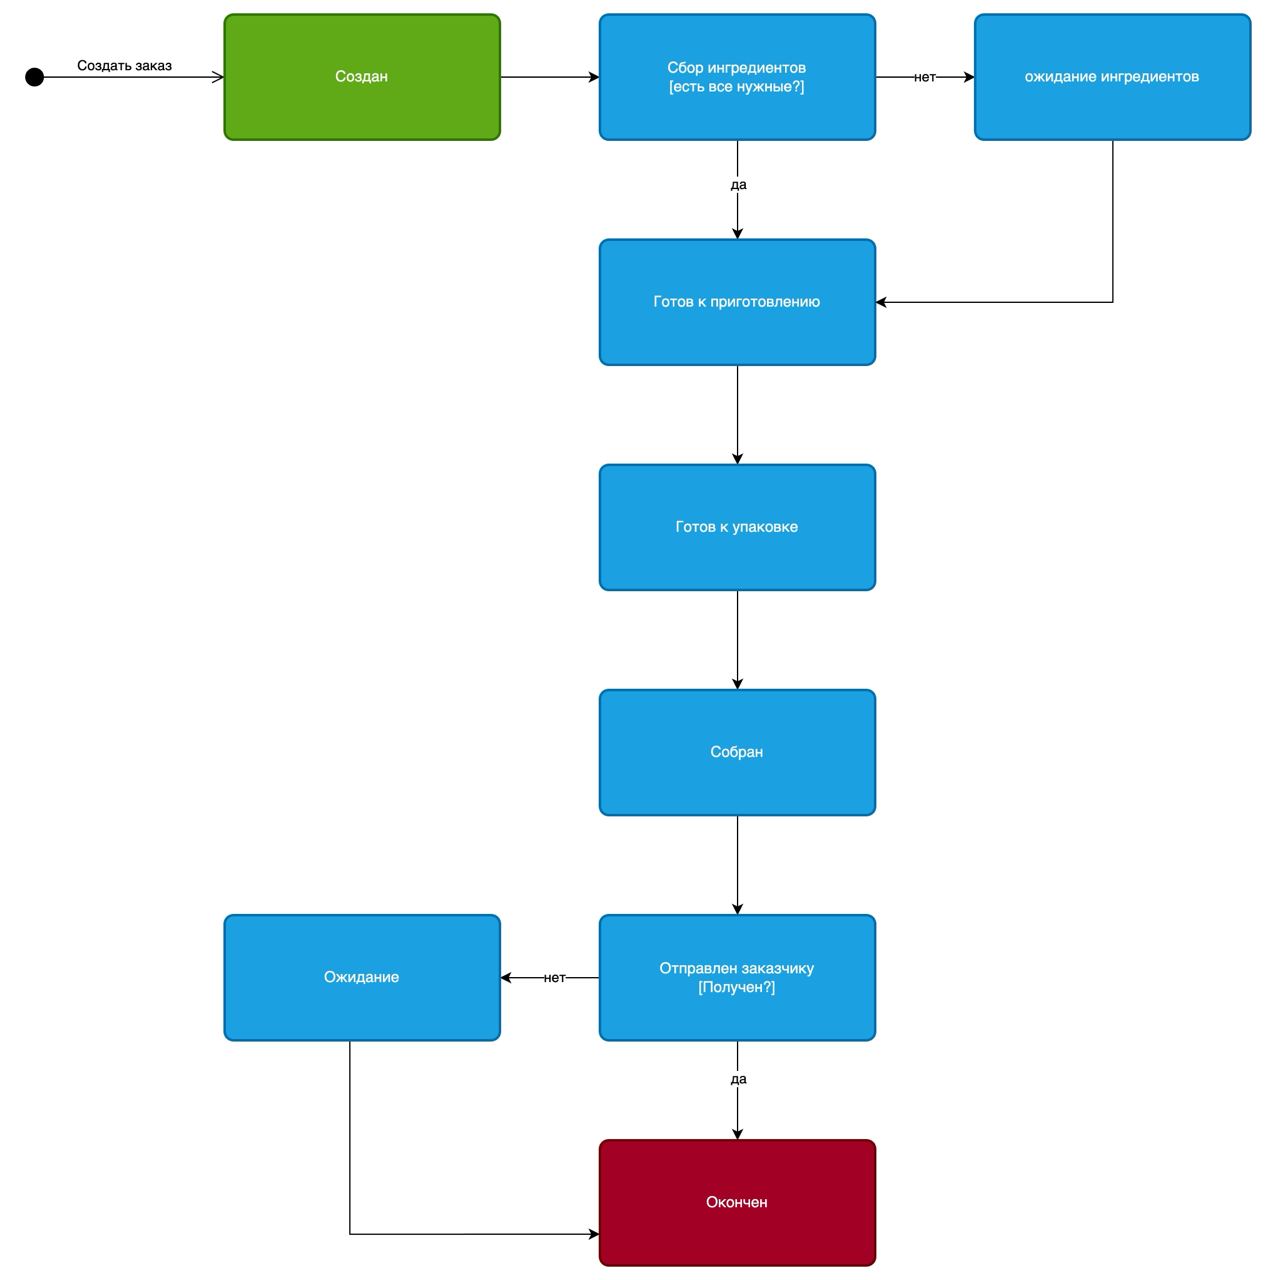 Создать заказ
Создан
Сбор ингредиентов
[есть все нужные?]
нет
ожидание ингредиентов
да
Готов к приготовлению
Готов к упаковке
Собран
Ожидание
нет
Отправлен заказчику
[Получен?]
да
Окончен